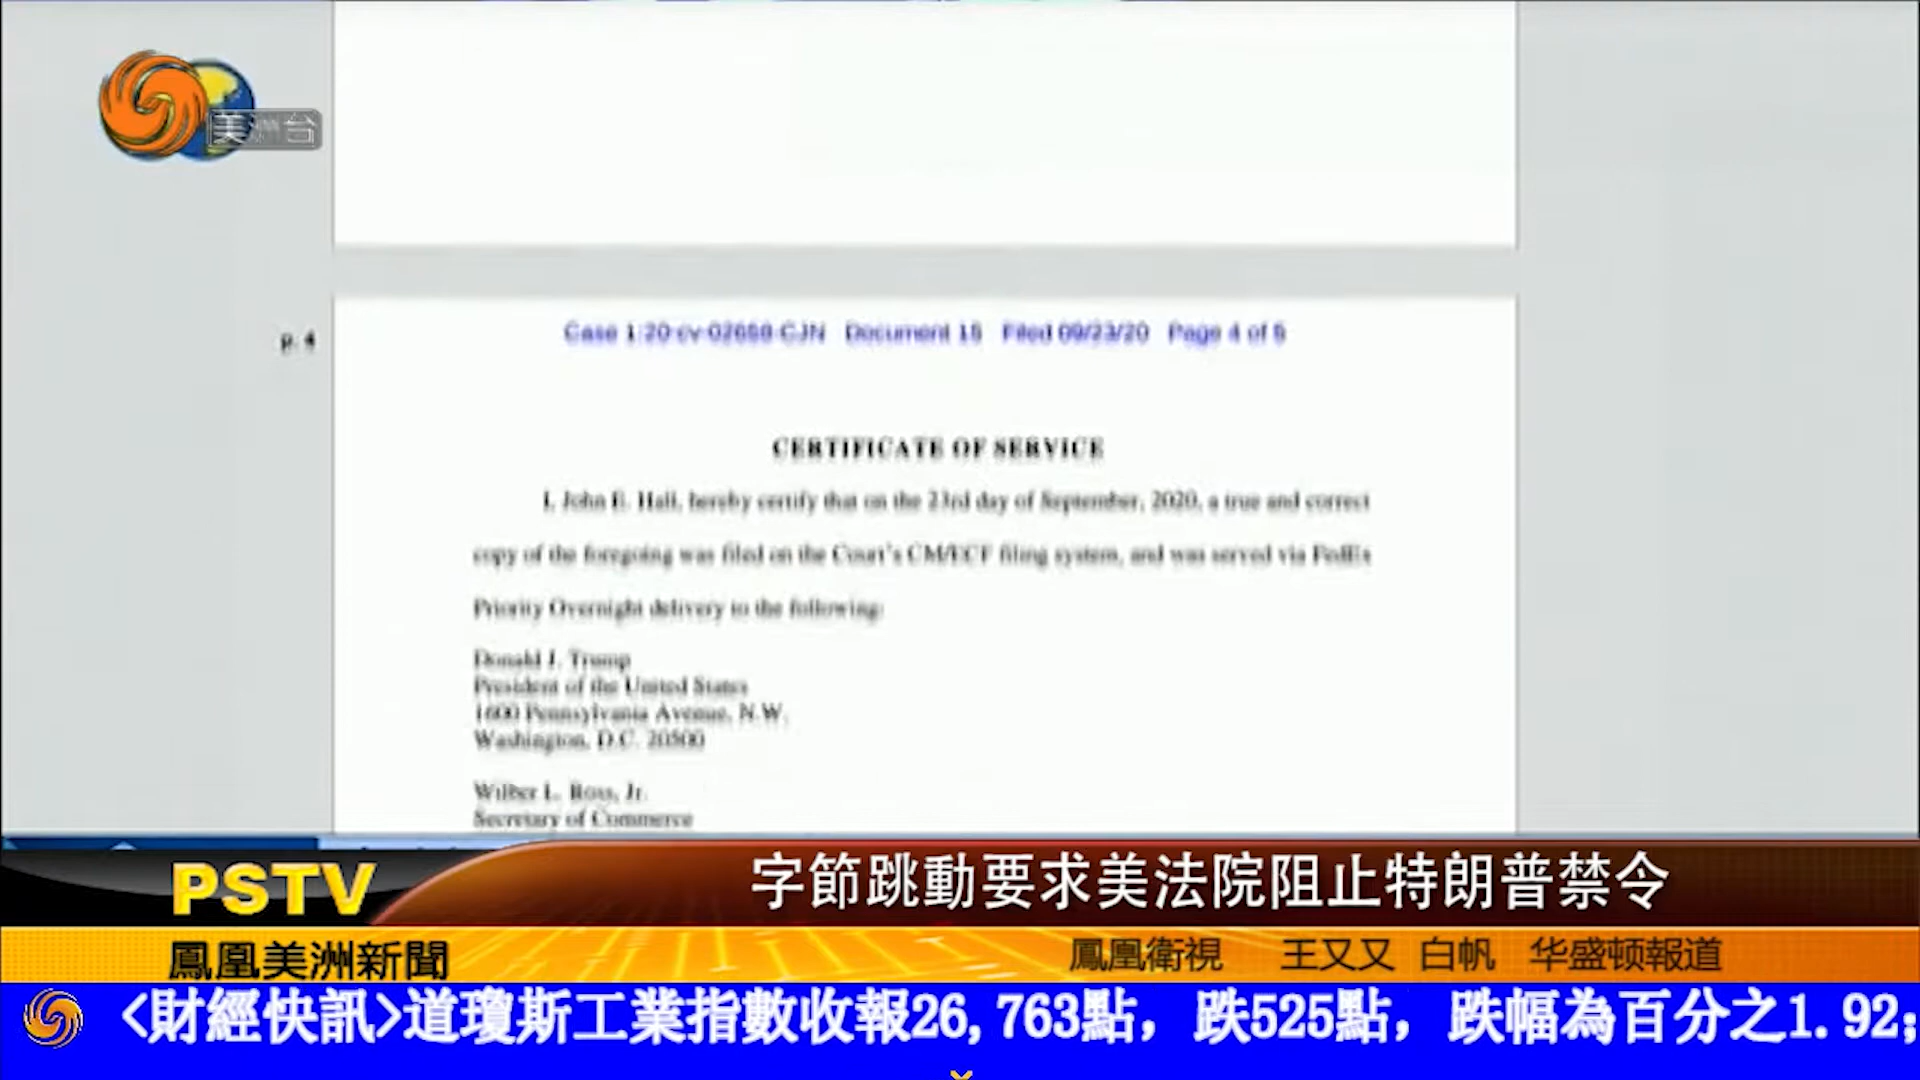 美洲台
p. 4
Case 1:20-cv-02658-CJN Document 15 Filed 09/23/20 Page 4 of 5
CERTIFICATE OF SERVICE
I, John E. Hall, hereby certify that on the 23rd day of September, 2020, a true and correct
copy of the foregoing was filed on the Court's CM/ECF filing system, and was served via FedEx
Priority Overnight delivery to the following:
Donald J. Trump
President of the United States
1600 Pennsylvania Avenue, N.W.
Washington, D.C. 20500
Wilber L. Ross, Jr.
Secretary of Commerce
PSTV
字節跳動要求美法院阻止特朗普禁令
鳳凰美洲新聞
鳳凰衛視 王又又 白帆 华盛顿報道
<財經快訊>道瓊斯工業指數收報26,763點，跌525點，跌幅為百分之1.92;